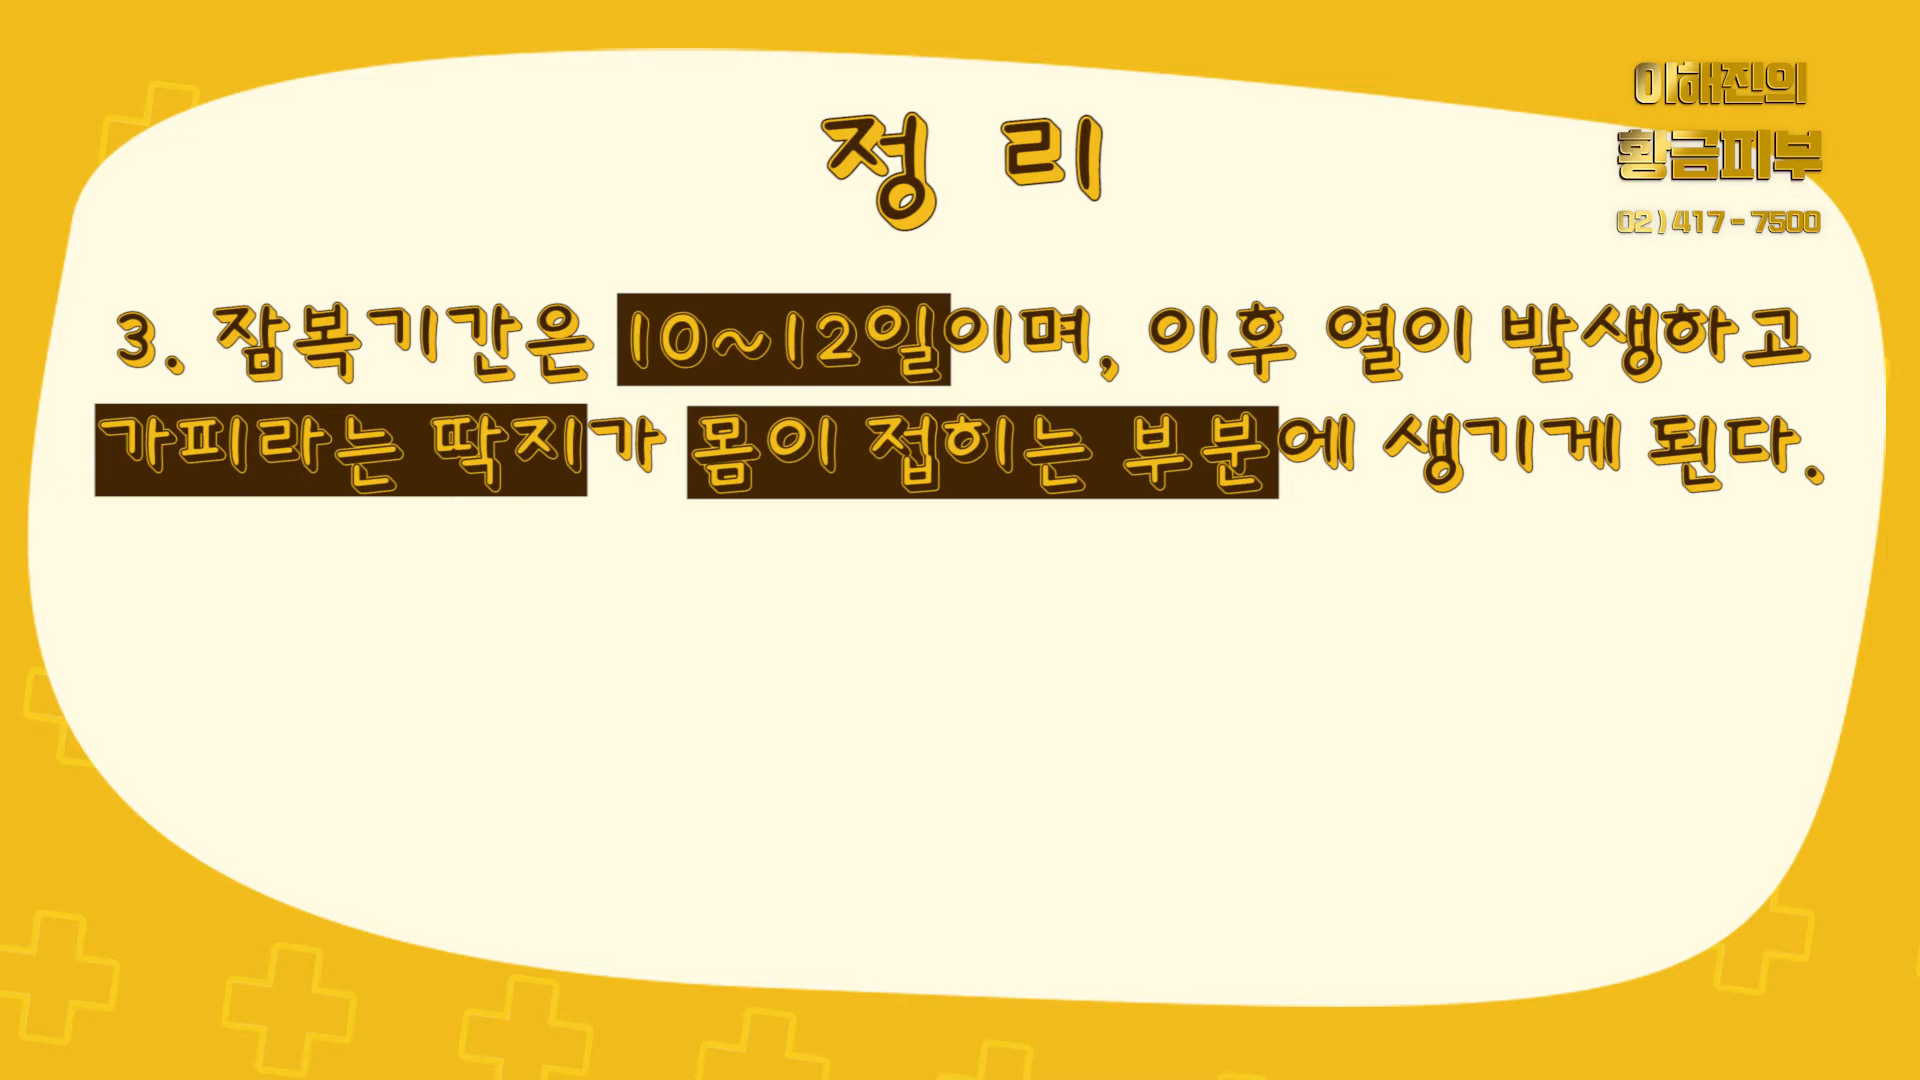 이해진의
황금피부
02)417-7500
정 리
3. 잠복기간은 10~12일이며, 이후 열이 발생하고
가피라는 딱지가 몸이 접히는 부분에 생기게 된다.